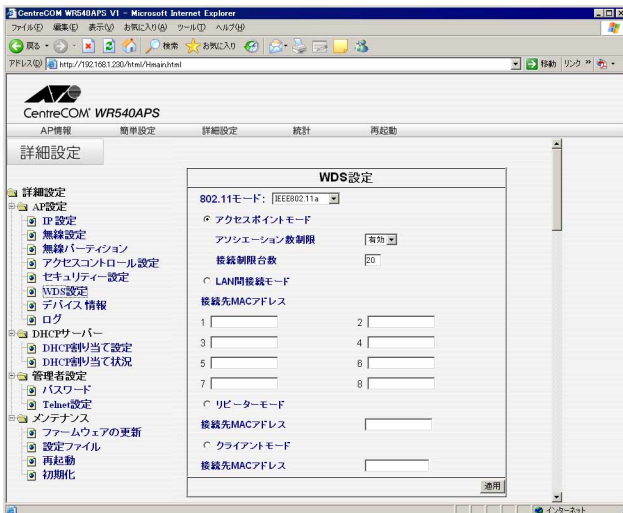 CentreCOM WR540APS V1 - Microsoft Internet Explorer
ファイル(F) 編集(E) 表示(V) お気に入り(A) ツール(T) ヘルプ(H)
戻る 検索 お気に入り
アドレス(D) http://192.168.1.230/html/Hmain.html 移動 リンク »
CentreCOM WR540APS
AP情報 簡単設定 詳細設定 統計 再起動
詳細設定
詳細設定
AP設定
IP 設定
無線設定
無線パーティション
アクセスコントロール設定
セキュリティー設定
WDS設定
デバイス 情報
ログ
DHCPサーバー
DHCP割り当て設定
DHCP割り当て状況
管理者設定
パスワード
Telnet設定
メンテナンス
ファームウェアの更新
設定ファイル
再起動
初期化
WDS設定
802.11モード: IEEE802.11a
アクセスポイントモード
アソシエーション数制限 有効
接続制限台数 20
LAN間接続モード
接続先MACアドレス
1 2
3 4
5 6
7 8
リピーターモード
接続先MACアドレス
クライアントモード
接続先MACアドレス
適用
インターネット